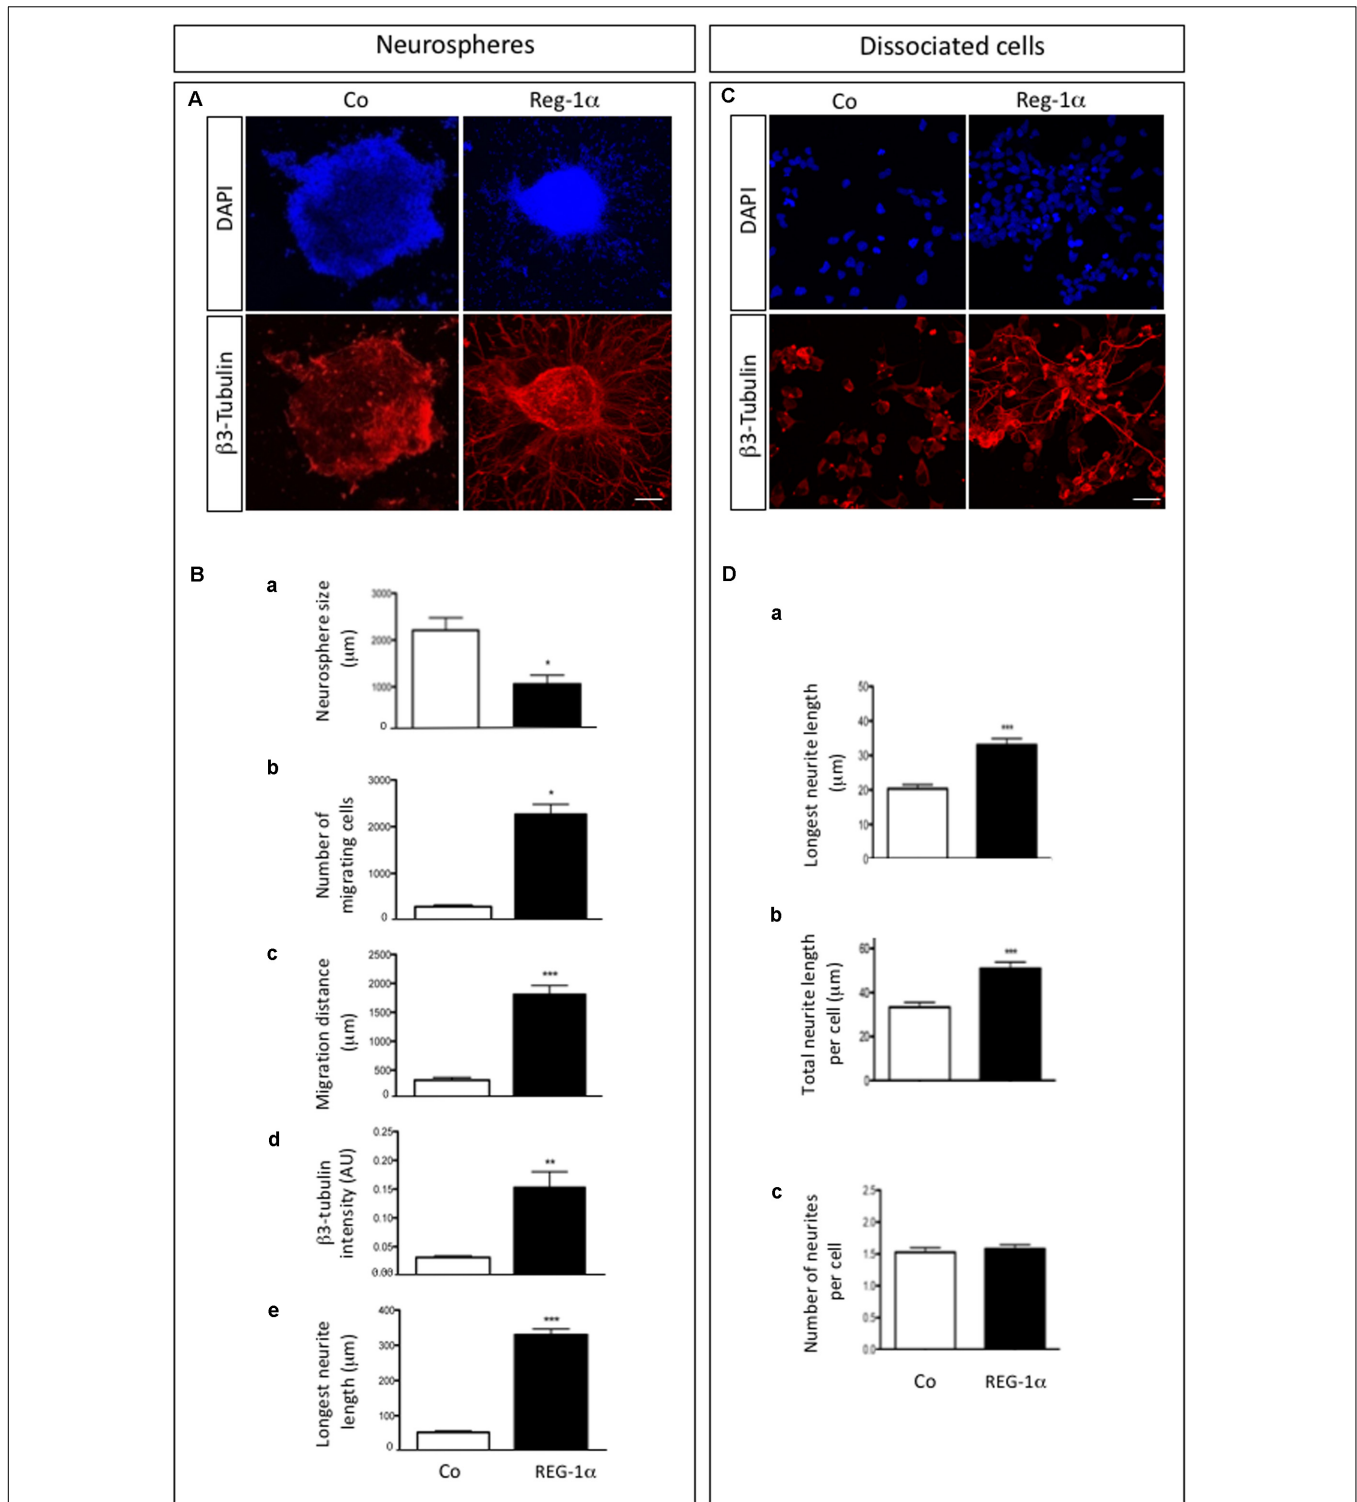 Neurospheres
Dissociated cells
A
Co
Reg-1α
DAPI
β3-Tubulin
C
Co
Reg-1α
DAPI
β3-Tubulin
B
a
Neurosphere size
(μm)
3000
2000
1000
0
*
b
Number of
migrating cells
3000
2000
1000
0
*
c
Migration distance
(μm)
2500
2000
1500
1000
500
0
***
d
β3-tubulin
intensity (AU)
0.25
0.20
0.15
0.10
0.05
0.00
**
e
Longest neurite
length (μm)
400
300
200
100
0
***
Co
REG-1α
D
a
Longest neurite length
(μm)
50
40
30
20
10
0
***
b
Total neurite length
per cell (μm)
60
40
20
0
***
c
Number of neurites
per cell
2.5
2.0
1.5
1.0
0.5
0.0
Co
REG-1α